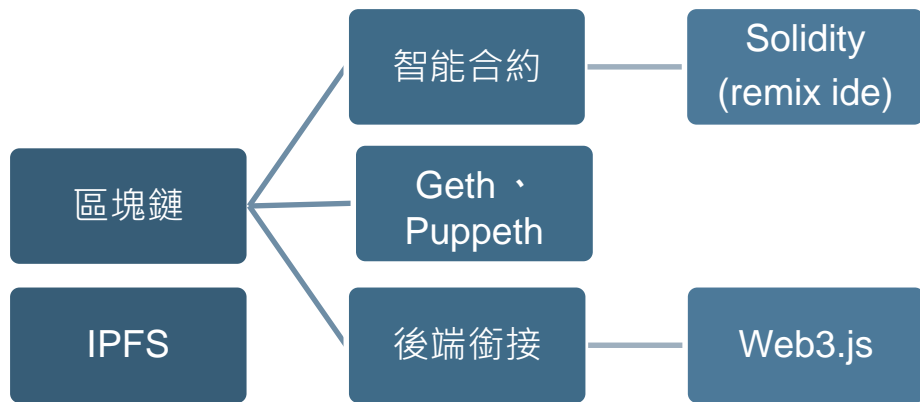 智能合約
Solidity
(remix ide)
區塊鏈
Geth、
Puppeth
IPFS
後端銜接
Web3.js